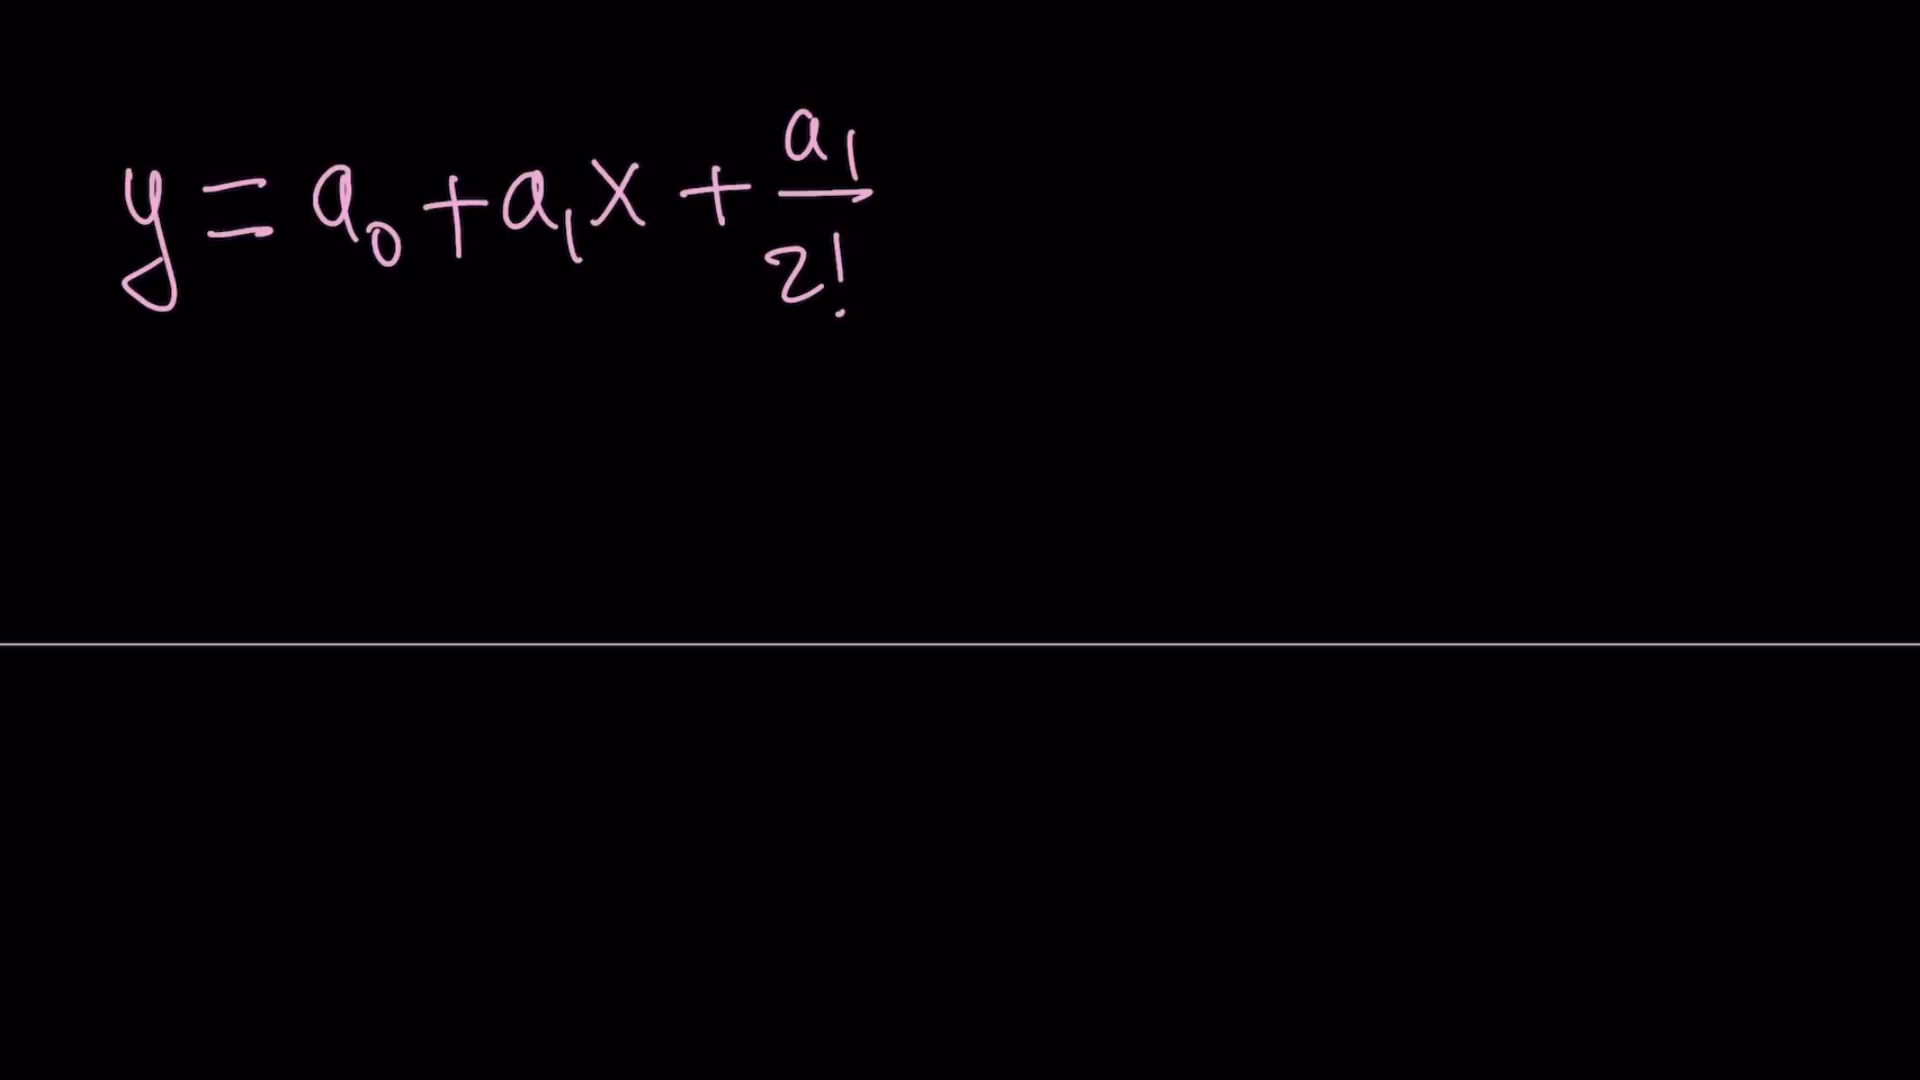 y = a₀ + a₁x + a₁/2!